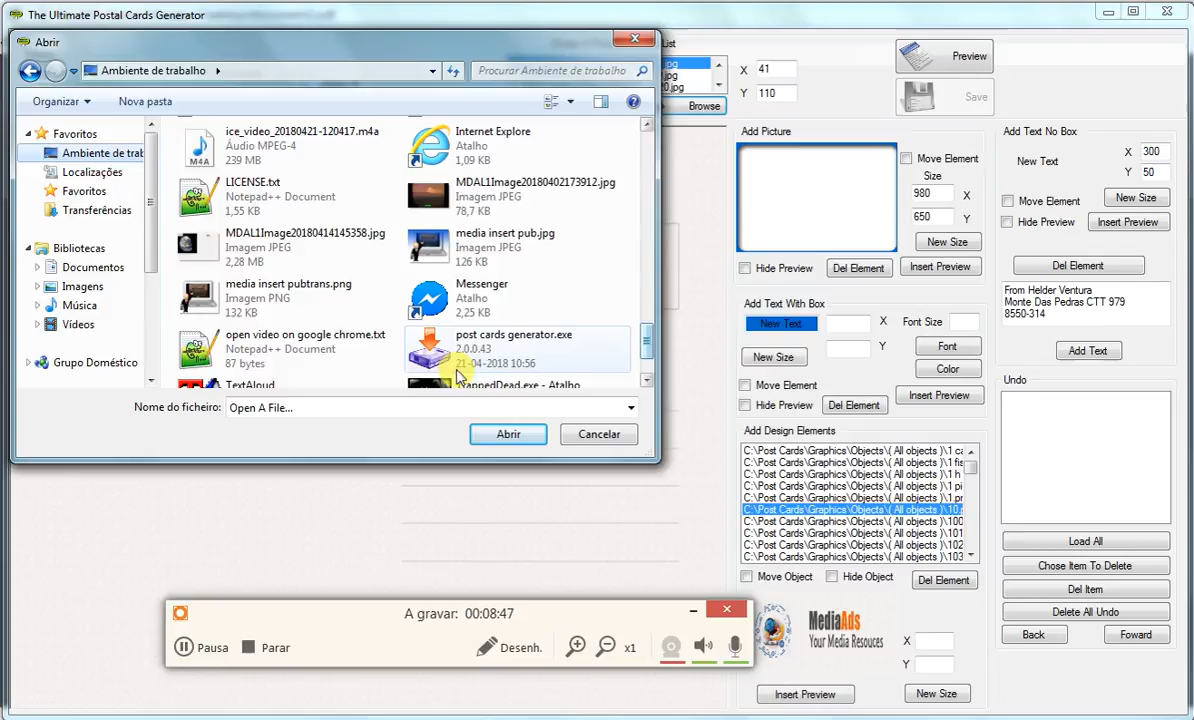 The Ultimate Postal Cards Generator
Abrir
Ambiente de trabalho
Procurar Ambiente de trabalho
Organizar
Nova pasta
Favoritos
Ambiente de trab
Localizações
Favoritos
Transferências
Bibliotecas
Documentos
Imagens
Música
Vídeos
Grupo Doméstico
ice_video_20180421-120417.m4a
Áudio MPEG-4
239 MB
Internet Explore
Atalho
1,09 KB
LICENSE.txt
Notepad++ Document
1,55 KB
MDAL1Image20180402173912.jpg
Imagem JPEG
78,7 KB
MDAL1Image20180414145358.jpg
Imagem JPEG
2,28 MB
media insert pub.jpg
Imagem JPEG
126 KB
media insert pubtrans.png
Imagem PNG
132 KB
Messenger
Atalho
2,25 KB
open video on google chrome.txt
Notepad++ Document
87 bytes
post cards generator.exe
2.0.0.43
21-04-2018 10:56
TextAloud
.exe - Atalho
Nome do ficheiro:
Open A File...
Abrir
Cancelar
List
.jpg
.jpg
20.jpg
Browse
X 41
Y 110
Preview
Save
Add Picture
Move Element
Size
980 X
650 Y
New Size
Hide Preview
Del Element
Insert Preview
Add Text No Box
New Text
X 300
Y 50
Move Element
New Size
Hide Preview
Insert Preview
Del Element
From Helder Ventura
Monte Das Pedras CTT 979
8550-314
Add Text
Add Text With Box
New Text
X
Font Size
Y
Font
New Size
Color
Move Element
Hide Preview
Del Element
Insert Preview
Add Design Elements
C:\Post Cards\Graphics\Objects\( All objects )\1 ca
C:\Post Cards\Graphics\Objects\( All objects )\1 fis
C:\Post Cards\Graphics\Objects\( All objects )\1 h
C:\Post Cards\Graphics\Objects\( All objects )\1 pi
C:\Post Cards\Graphics\Objects\( All objects )\1.pr
C:\Post Cards\Graphics\Objects\( All objects )\10.p
C:\Post Cards\Graphics\Objects\( All objects )\100
C:\Post Cards\Graphics\Objects\( All objects )\101
C:\Post Cards\Graphics\Objects\( All objects )\102
C:\Post Cards\Graphics\Objects\( All objects )\103
Move Object
Hide Object
Del Element
MediaAds
Your Media Resouces
X
Y
Insert Preview
New Size
Undo
Load All
Chose Item To Delete
Del Item
Delete All Undo
Back
Foward
A gravar: 00:08:47
Pausa
Parar
Desenh.
x1